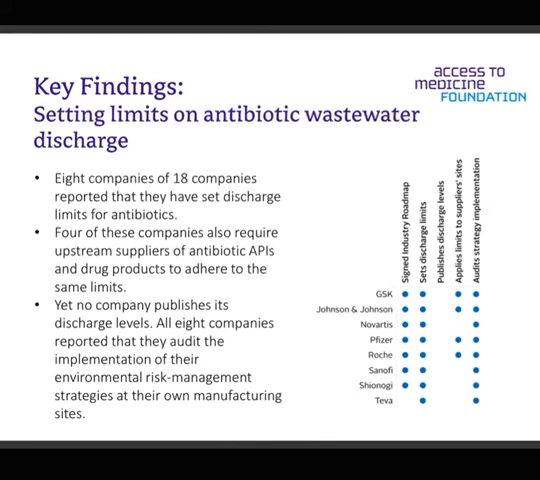 access to
medicine
FOUNDATION
Key Findings:
Setting limits on antibiotic wastewater
discharge
• Eight companies of 18 companies
reported that they have set discharge
limits for antibiotics.
• Four of these companies also require
upstream suppliers of antibiotic APIs
and drug products to adhere to the
same limits.
• Yet no company publishes its
discharge levels. All eight companies
reported that they audit the
implementation of their
environmental risk-management
strategies at their own manufacturing
sites.
Signed Industry Roadmap
Sets discharge limits
Publishes discharge levels
Applies limits to suppliers' sites
Audits strategy implementation
GSK
Johnson & Johnson
Novartis
Pfizer
Roche
Sanofi
Shionogi
Teva